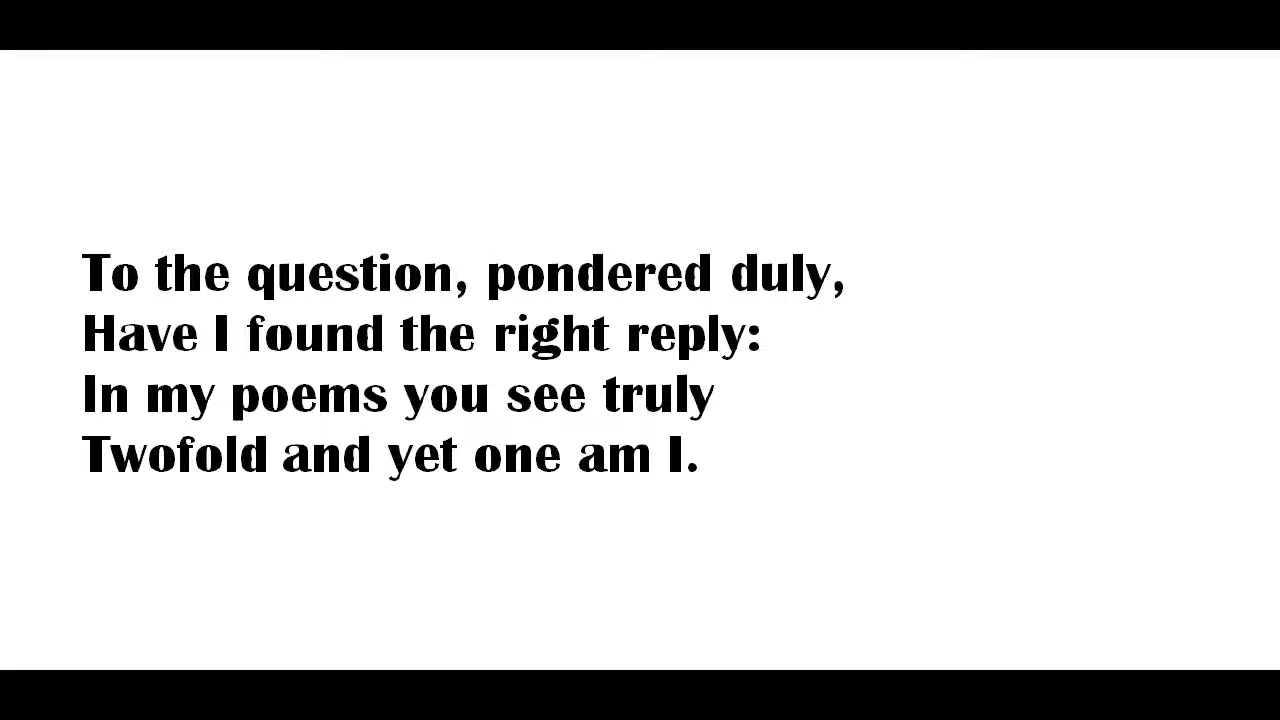 To the question, pondered duly,
Have I found the right reply:
In my poems you see truly
Twofold and yet one am I.